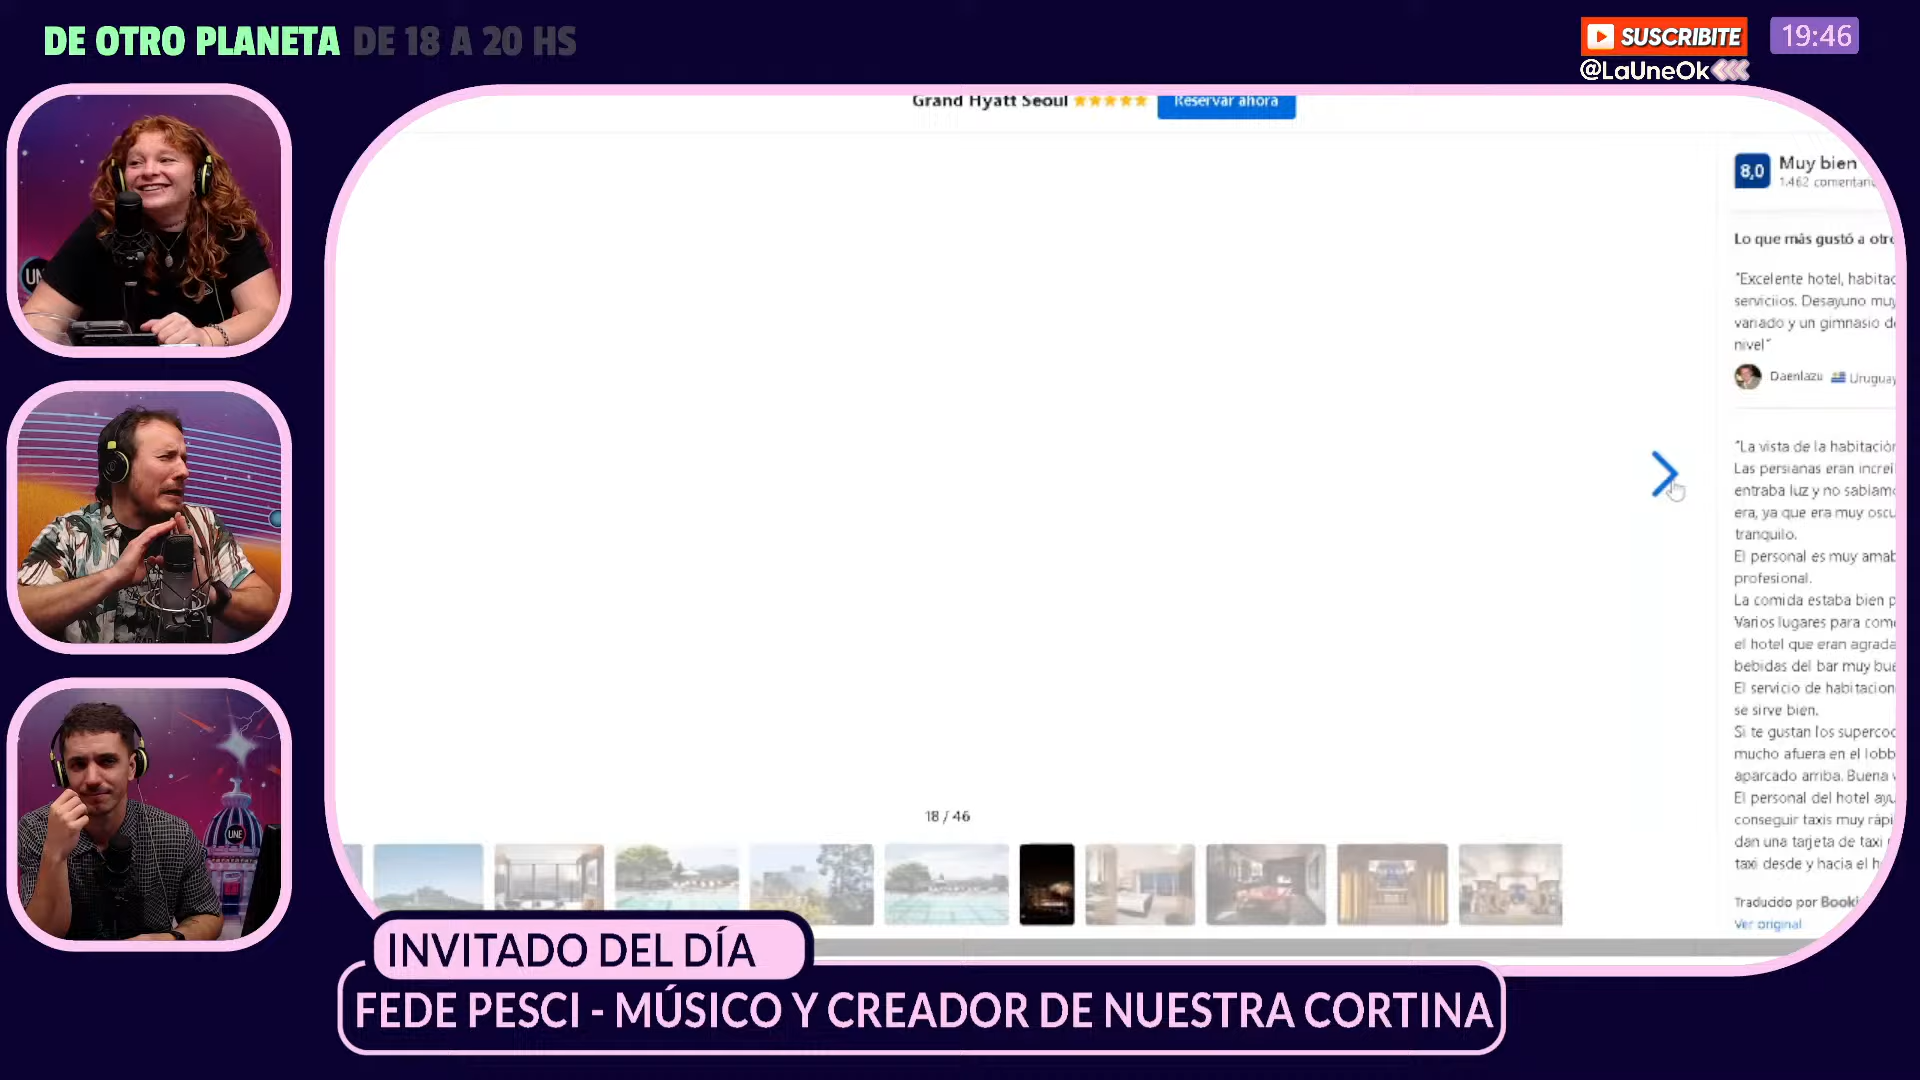 DE OTRO PLANETA DE 18 A 20 HS
SUSCRIBITE
@LaUneOk
19:46
Grand Hyatt Seoul
Reservar ahora
8,0
Muy bien
1.462
Lo que más gustó a
"Excelente hotel,
serviciios. Desayuno
variado y un gimnasio
nivel"
Daenlazu
Uruguay
"La vista de la
Las persianas eran
entraba luz y no
era, ya que era muy
tranquilo.
El personal es muy
profesional.
La comida estaba bien
Varios lugares para
el hotel que eran
bebidas del bar muy
El servicio de
se sirve bien.
Si te gustan los
mucho afuera en el
aparcado arriba. Buena
El personal del hotel
conseguir taxis muy
dan una tarjeta de taxi
taxi desde y hacia el
Traducido por
Ver original
18 / 46
UNE
INVITADO DEL DÍA
FEDE PESCI - MÚSICO Y CREADOR DE NUESTRA CORTINA